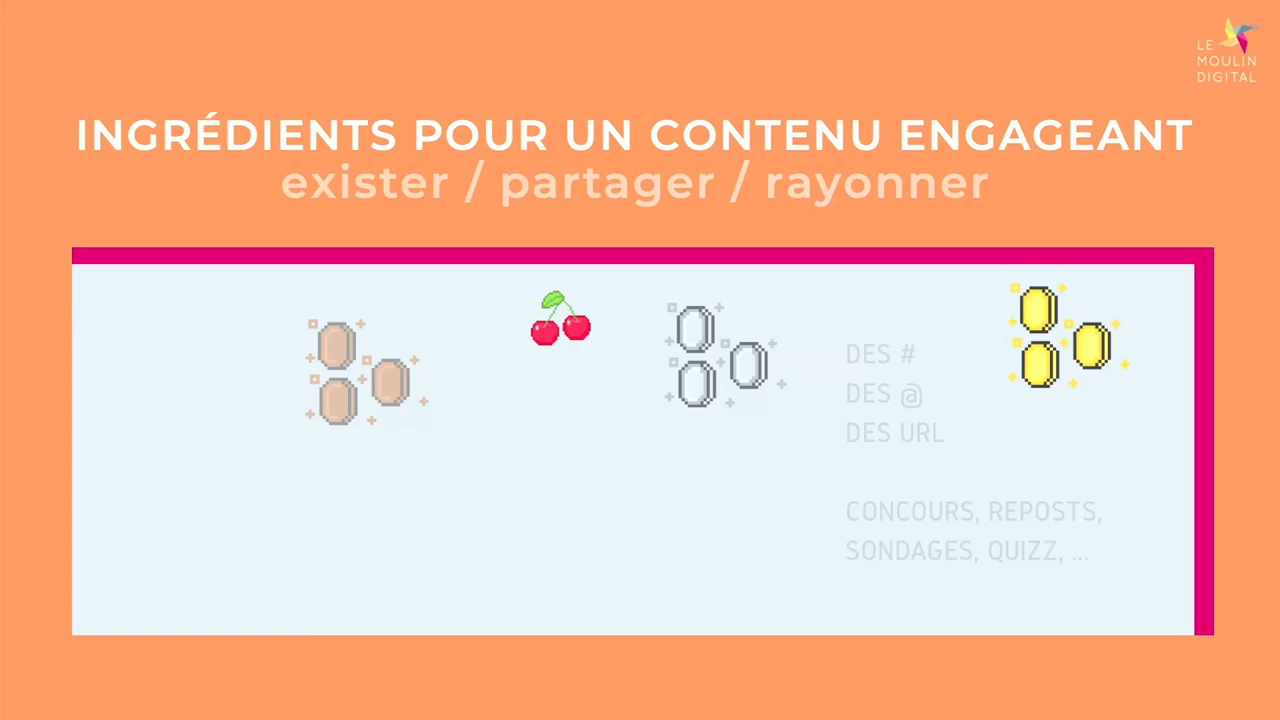 LE
MOULIN
DIGITAL
INGRÉDIENTS POUR UN CONTENU ENGAGEANT
exister / partager / rayonner
DES #
DES @
DES URL
CONCOURS, REPOSTS,
SONDAGES, QUIZZ, ...